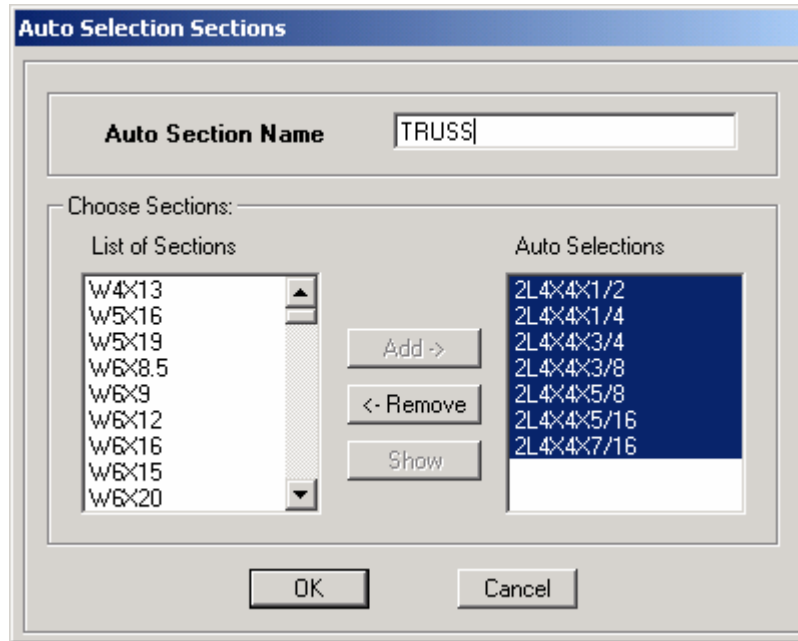 Auto Selection Sections
Auto Section Name
TRUSS
Choose Sections:
List of Sections
W4X13
W5X16
W5X19
W6X8.5
W6X9
W6X12
W6X16
W6X15
W6X20
Add ->
<- Remove
Show
Auto Selections
2L4X4X1/2
2L4X4X1/4
2L4X4X3/4
2L4X4X3/8
2L4X4X5/8
2L4X4X5/16
2L4X4X7/16
OK
Cancel